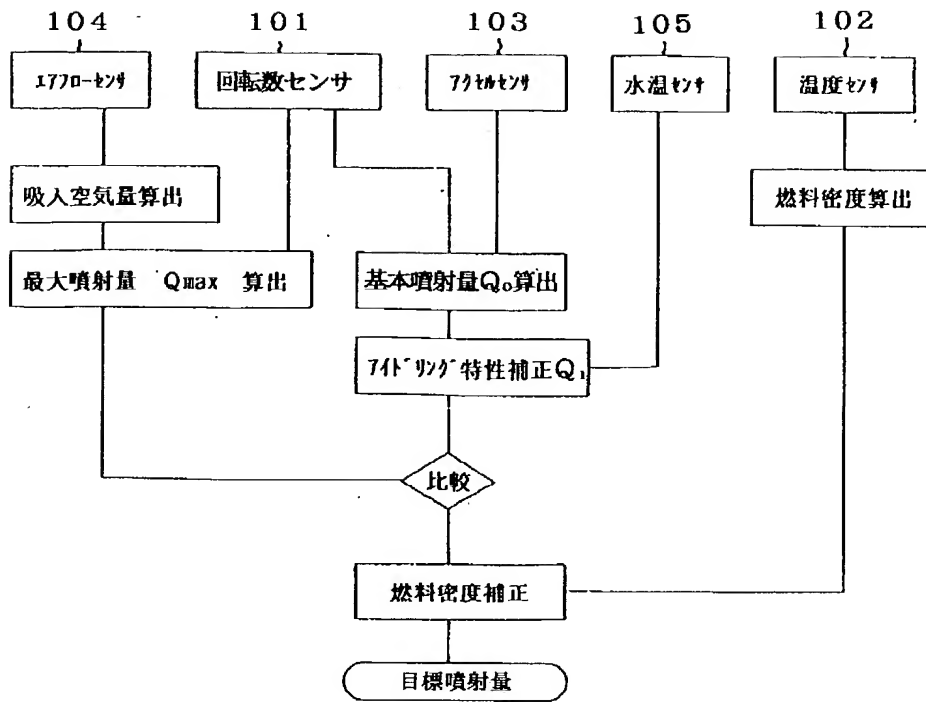 104 101 103 105 102
ｴｱﾌﾛｰｾﾝｻ 回転数センサ ｱｸｾﾙｾﾝｻ 水温ｾﾝｻ 温度ｾﾝｻ
吸入空気量算出 燃料密度算出
最大噴射量 Qmax 算出 基本噴射量Q₀算出
ｱｲﾄﾞﾘﾝｸﾞ特性補正Q₁
比較
燃料密度補正
目標噴射量